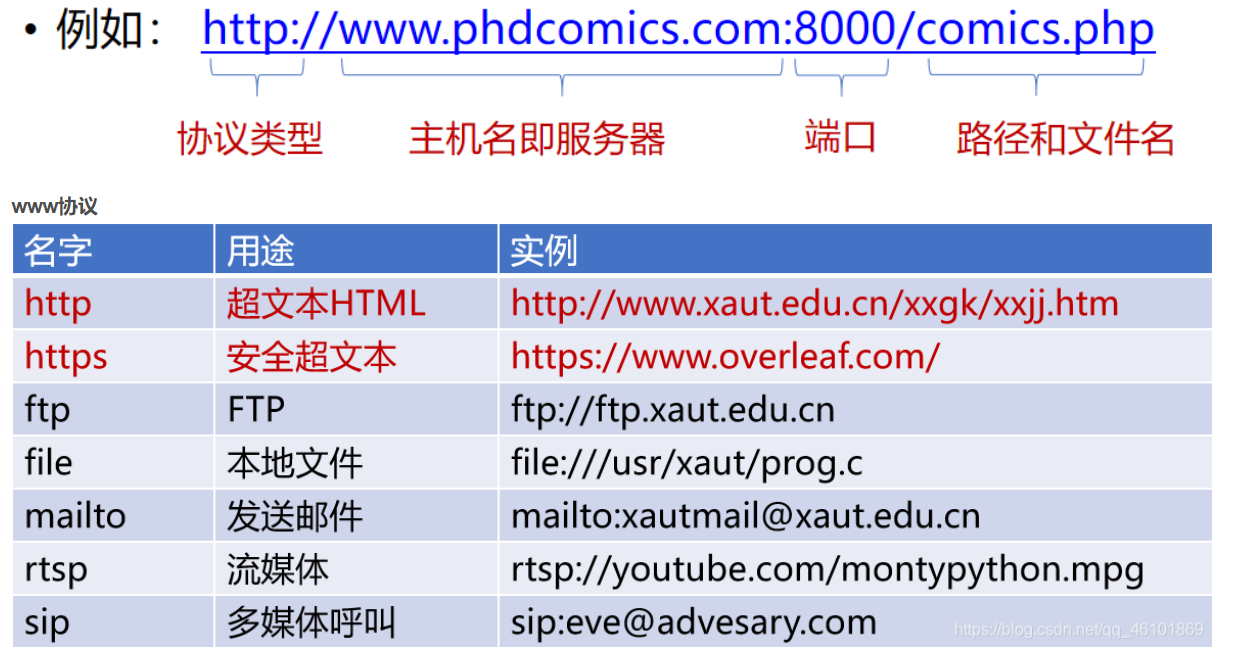 • 例如： http://www.phdcomics.com:8000/comics.php
协议类型 主机名即服务器 端口 路径和文件名
www协议
名字 用途 实例
http 超文本HTML http://www.xaut.edu.cn/xxgk/xxjj.htm
https 安全超文本 https://www.overleaf.com/
ftp FTP ftp://ftp.xaut.edu.cn
file 本地文件 file:///usr/xaut/prog.c
mailto 发送邮件 mailto:xautmail@xaut.edu.cn
rtsp 流媒体 rtsp://youtube.com/montypython.mpg
sip 多媒体呼叫 sip:eve@advesary.com
https://blog.csdn.net/qq_46101869